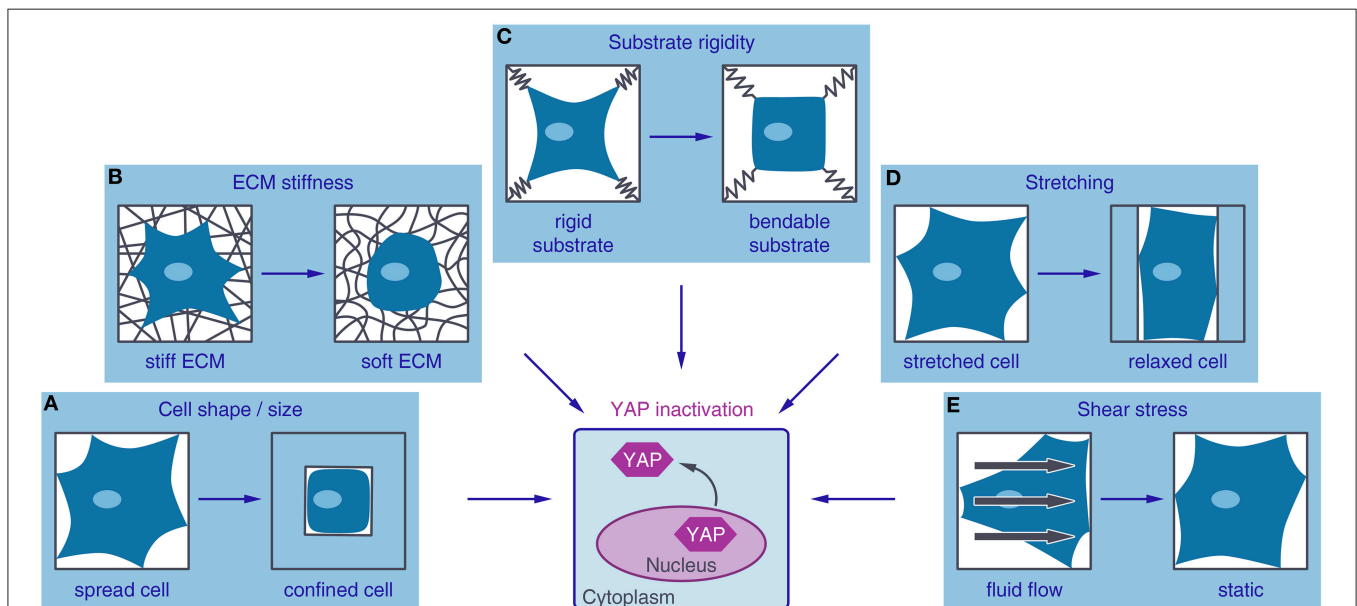 C
Substrate rigidity
rigid
substrate
bendable
substrate
B
ECM stiffness
stiff ECM
soft ECM
D
Stretching
stretched cell
relaxed cell
A
Cell shape / size
spread cell
confined cell
YAP inactivation
YAP
YAP
Nucleus
Cytoplasm
E
Shear stress
fluid flow
static